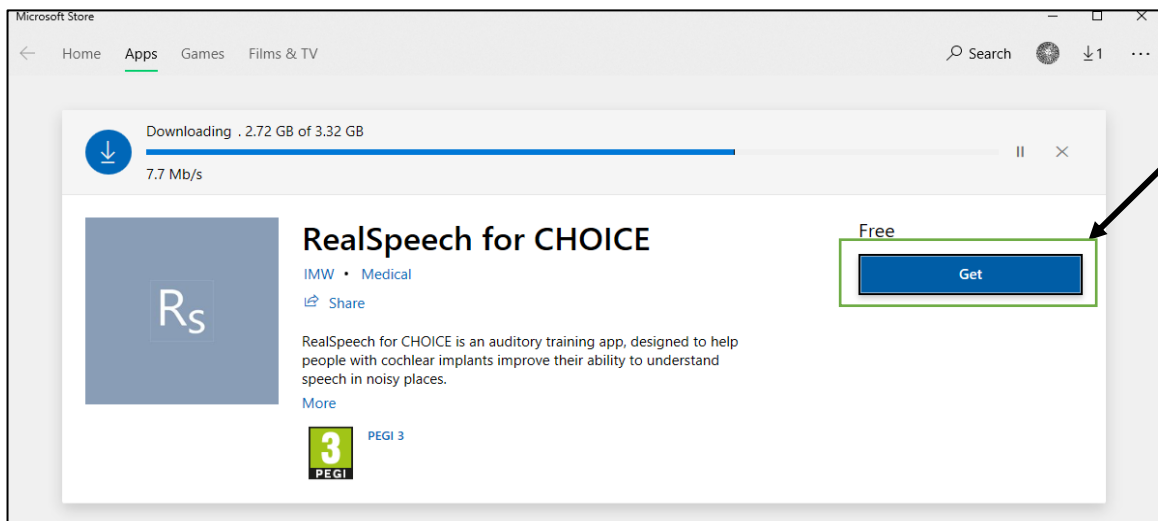 Microsoft Store
Home Apps Games Films & TV Search 1 ...
Downloading . 2.72 GB of 3.32 GB
7.7 Mb/s
RealSpeech for CHOICE
Free
IMW • Medical
Get
Share
Rs
RealSpeech for CHOICE is an auditory training app, designed to help
people with cochlear implants improve their ability to understand
speech in noisy places.
More
3
PEGI
PEGI 3